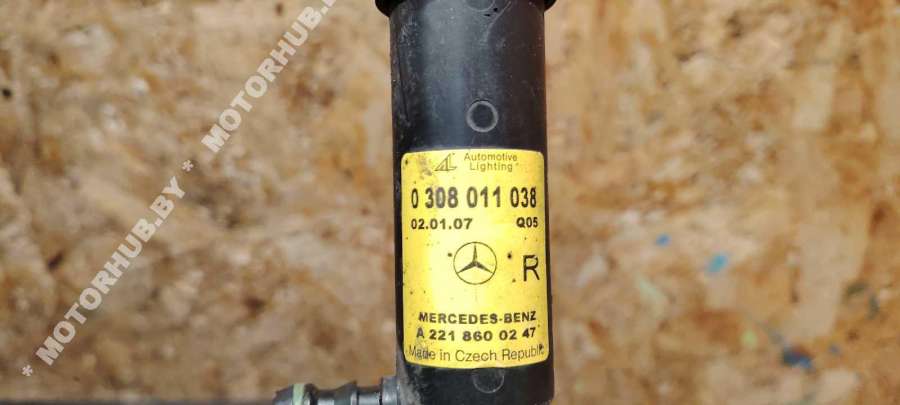 * MOTORHUB.BY * MOTORHUB
AL Automotive
Lighting
0 308 011 038
02.01.07 Q05
R
MERCEDES-BENZ
A 221 860 02 47
Made in Czech Republic